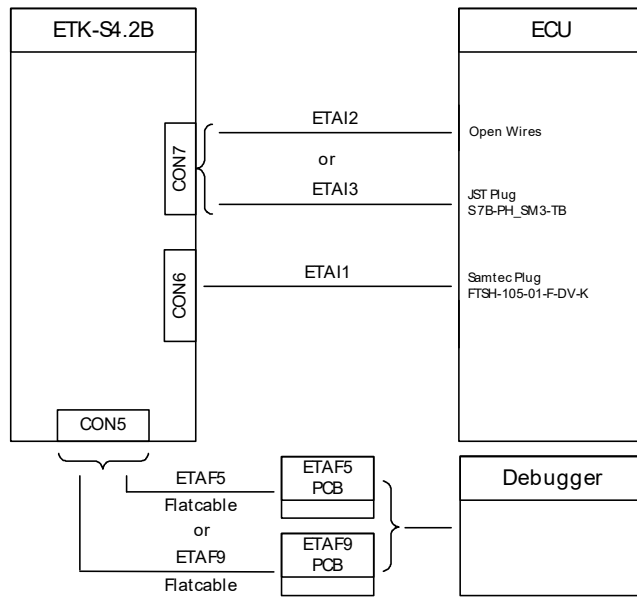 ETK-S4.2B
ECU
ETAI2
Open Wires
or
CON7
ETAI3
JST Plug
S7B-PH_SM3-TB
CON6
ETAI1
Samtec Plug
FTSH-105-01-F-DV-K
CON5
ETAF5
Flatcable
ETAF5
PCB
Debugger
or
ETAF9
Flatcable
ETAF9
PCB